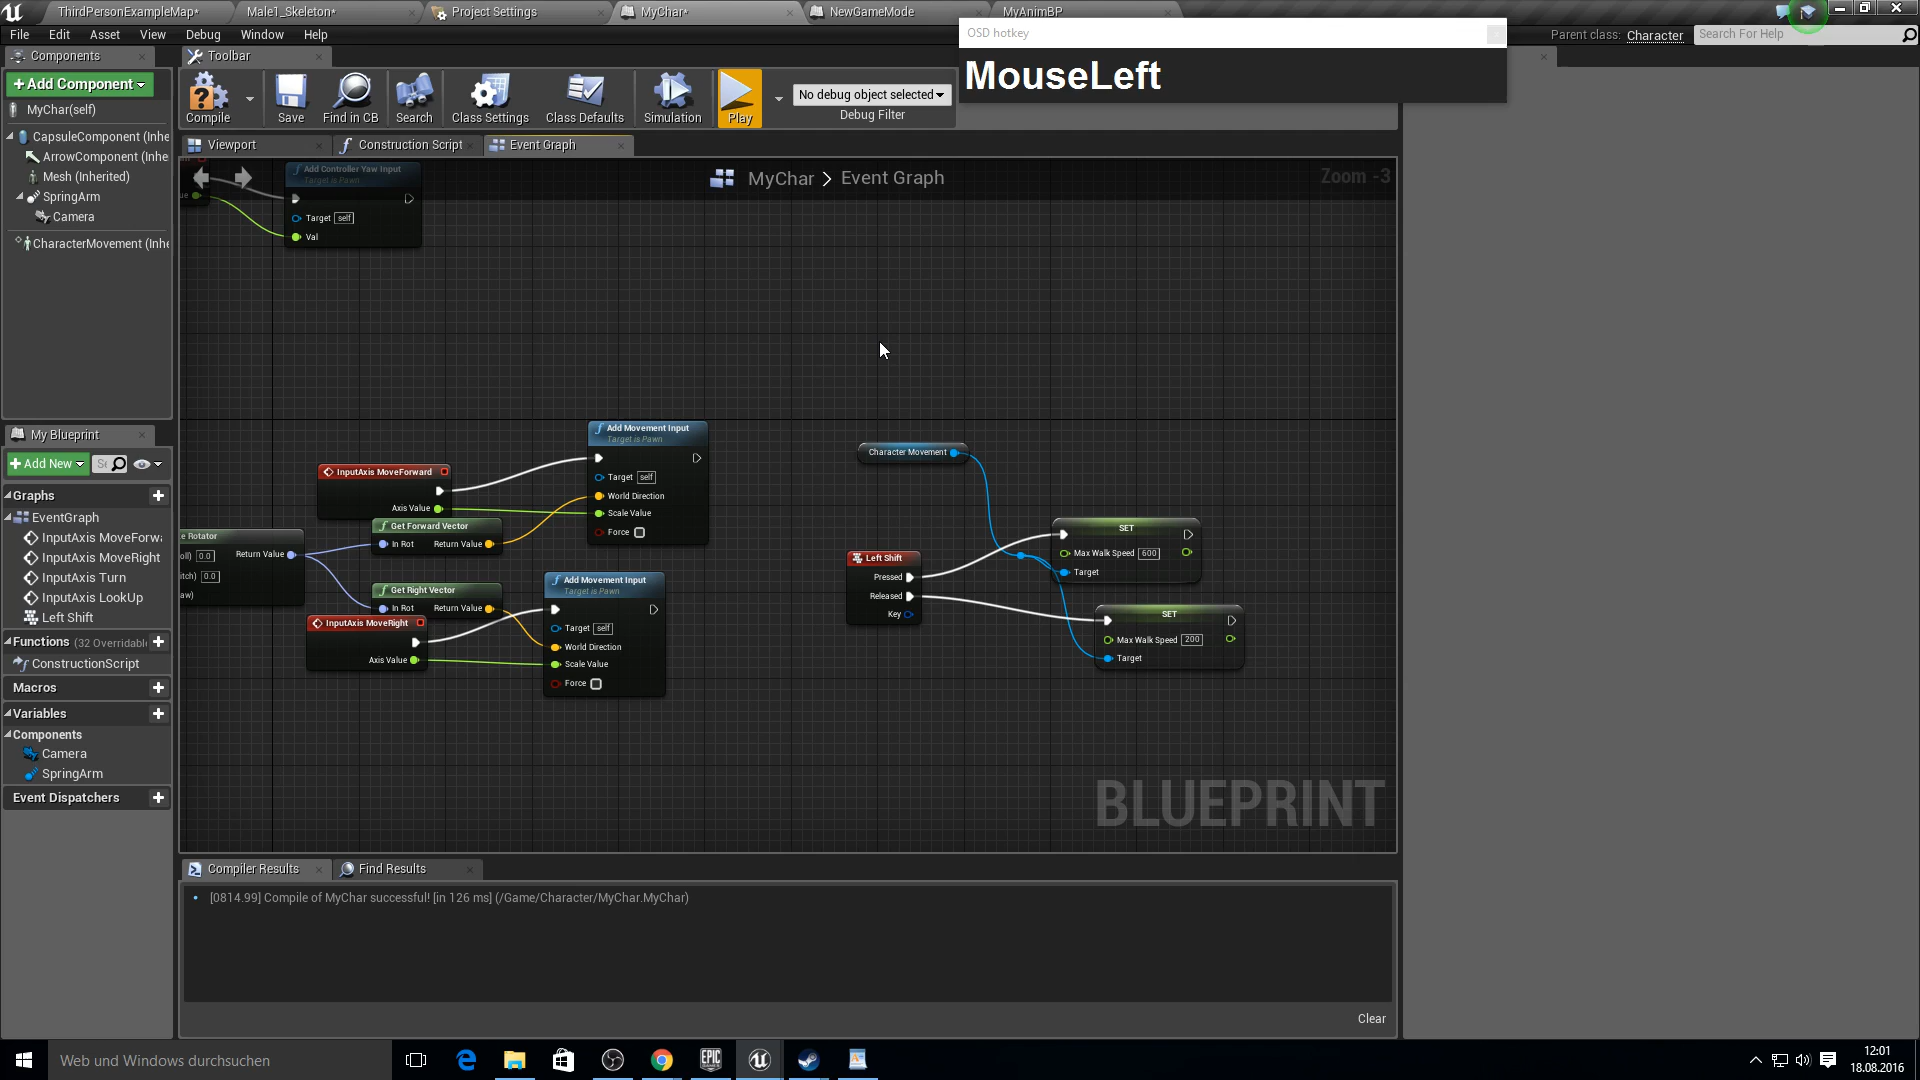 ThirdPersonExampleMap*
Male1_Skeleton*
Project Settings
MyChar*
NewGameMode
MyAnimBP
File Edit Asset View Debug Window Help
OSD hotkey
MouseLeft
Parent class: Character
Search For Help
Components
+Add Component
MyChar(self)
CapsuleComponent (Inhe
ArrowComponent (Inhe
Mesh (Inherited)
SpringArm
Camera
CharacterMovement (Inhe
Toolbar
Compile
Save
Find in CB
Search
Class Settings
Class Defaults
Simulation
Play
No debug object selected
Debug Filter
Viewport
Construction Script
Event Graph
MyChar > Event Graph
Zoom -3
Add Controller Yaw Input
Target is Pawn
Target self
Val
Add Movement Input
Target is Pawn
Target self
World Direction
Scale Value
Force
InputAxis MoveForward
Axis Value
Get Forward Vector
In Rot Return Value
e Rotator
oll) 0.0 Return Value
itch) 0.0
aw)
Get Right Vector
In Rot Return Value
InputAxis MoveRight
Axis Value
Add Movement Input
Target is Pawn
Target self
World Direction
Scale Value
Force
Character Movement
Left Shift
Pressed
Released
Key
SET
Max Walk Speed 600
Target
SET
Max Walk Speed 200
Target
BLUEPRINT
My Blueprint
+Add New
Graphs
EventGraph
InputAxis MoveForwa
InputAxis MoveRight
InputAxis Turn
InputAxis LookUp
Left Shift
Functions (32 Overridabl
ConstructionScript
Macros
Variables
Components
Camera
SpringArm
Event Dispatchers
Compiler Results
Find Results
[0814.99] Compile of MyChar successful! [in 126 ms] (/Game/Character/MyChar.MyChar)
Clear
Web und Windows durchsuchen
EPIC
12:01
18.08.2016